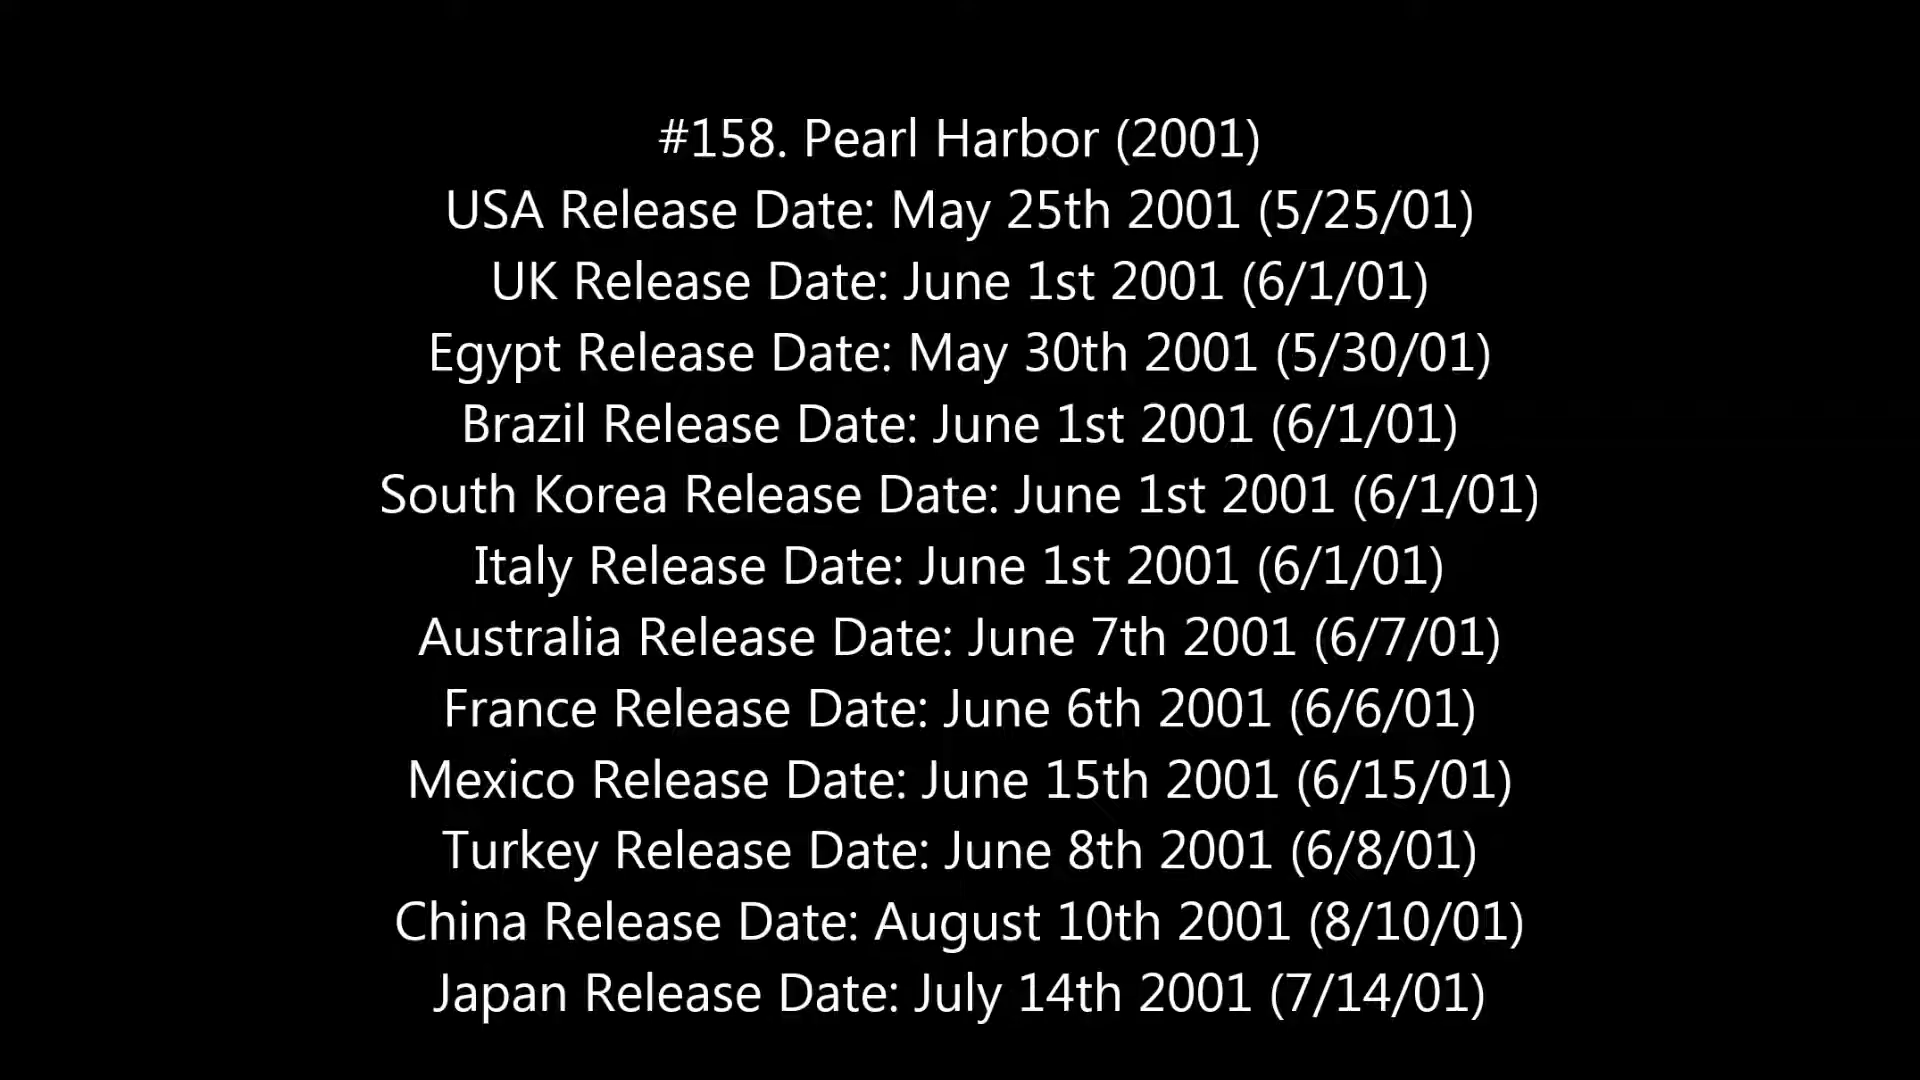 #158. Pearl Harbor (2001)
USA Release Date: May 25th 2001 (5/25/01)
UK Release Date: June 1st 2001 (6/1/01)
Egypt Release Date: May 30th 2001 (5/30/01)
Brazil Release Date: June 1st 2001 (6/1/01)
South Korea Release Date: June 1st 2001 (6/1/01)
Italy Release Date: June 1st 2001 (6/1/01)
Australia Release Date: June 7th 2001 (6/7/01)
France Release Date: June 6th 2001 (6/6/01)
Mexico Release Date: June 15th 2001 (6/15/01)
Turkey Release Date: June 8th 2001 (6/8/01)
China Release Date: August 10th 2001 (8/10/01)
Japan Release Date: July 14th 2001 (7/14/01)